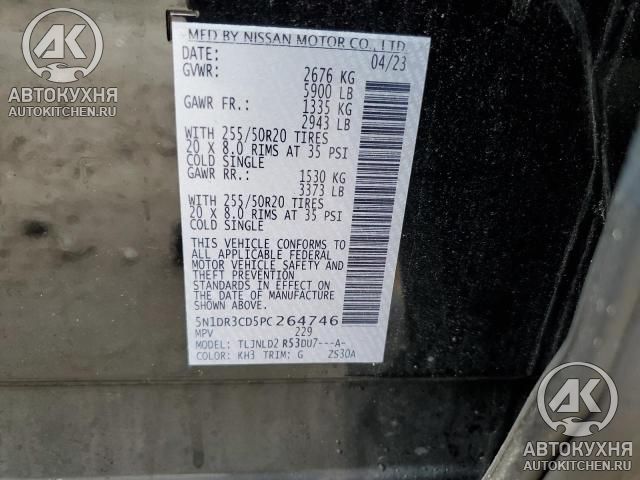 MFD BY NISSAN MOTOR CO., LTD.
DATE: 04/23
GVWR: 2676 KG
5900 LB
GAWR FR.: 1335 KG
2943 LB
WITH 255/50R20 TIRES
20 X 8.0 RIMS AT 35 PSI
COLD SINGLE
GAWR RR.: 1530 KG
3373 LB
WITH 255/50R20 TIRES
20 X 8.0 RIMS AT 35 PSI
COLD SINGLE
THIS VEHICLE CONFORMS TO
ALL APPLICABLE FEDERAL
MOTOR VEHICLE SAFETY AND
THEFT PREVENTION
STANDARDS IN EFFECT ON
THE DATE OF MANUFACTURE
SHOWN ABOVE.
5N1DR3CD5PC264746
MPV 229
MODEL: TLJNLD2 R53DU7---A-
COLOR: KH3 TRIM: G ZS30A
AK
АВТОКУХНЯ
AUTOKITCHEN.RU
AK
АВТОКУХНЯ
AUTOKITCHEN.RU